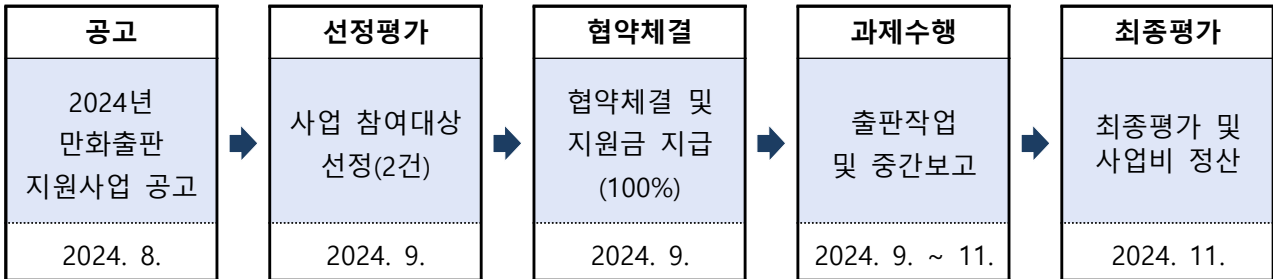 공고
2024년
만화출판
지원사업 공고
2024. 8.
선정평가
사업 참여대상
선정(2건)
2024. 9.
협약체결
협약체결 및
지원금 지급
(100%)
2024. 9.
과제수행
출판작업
및 중간보고
2024. 9. ~ 11.
최종평가
최종평가 및
사업비 정산
2024. 11.